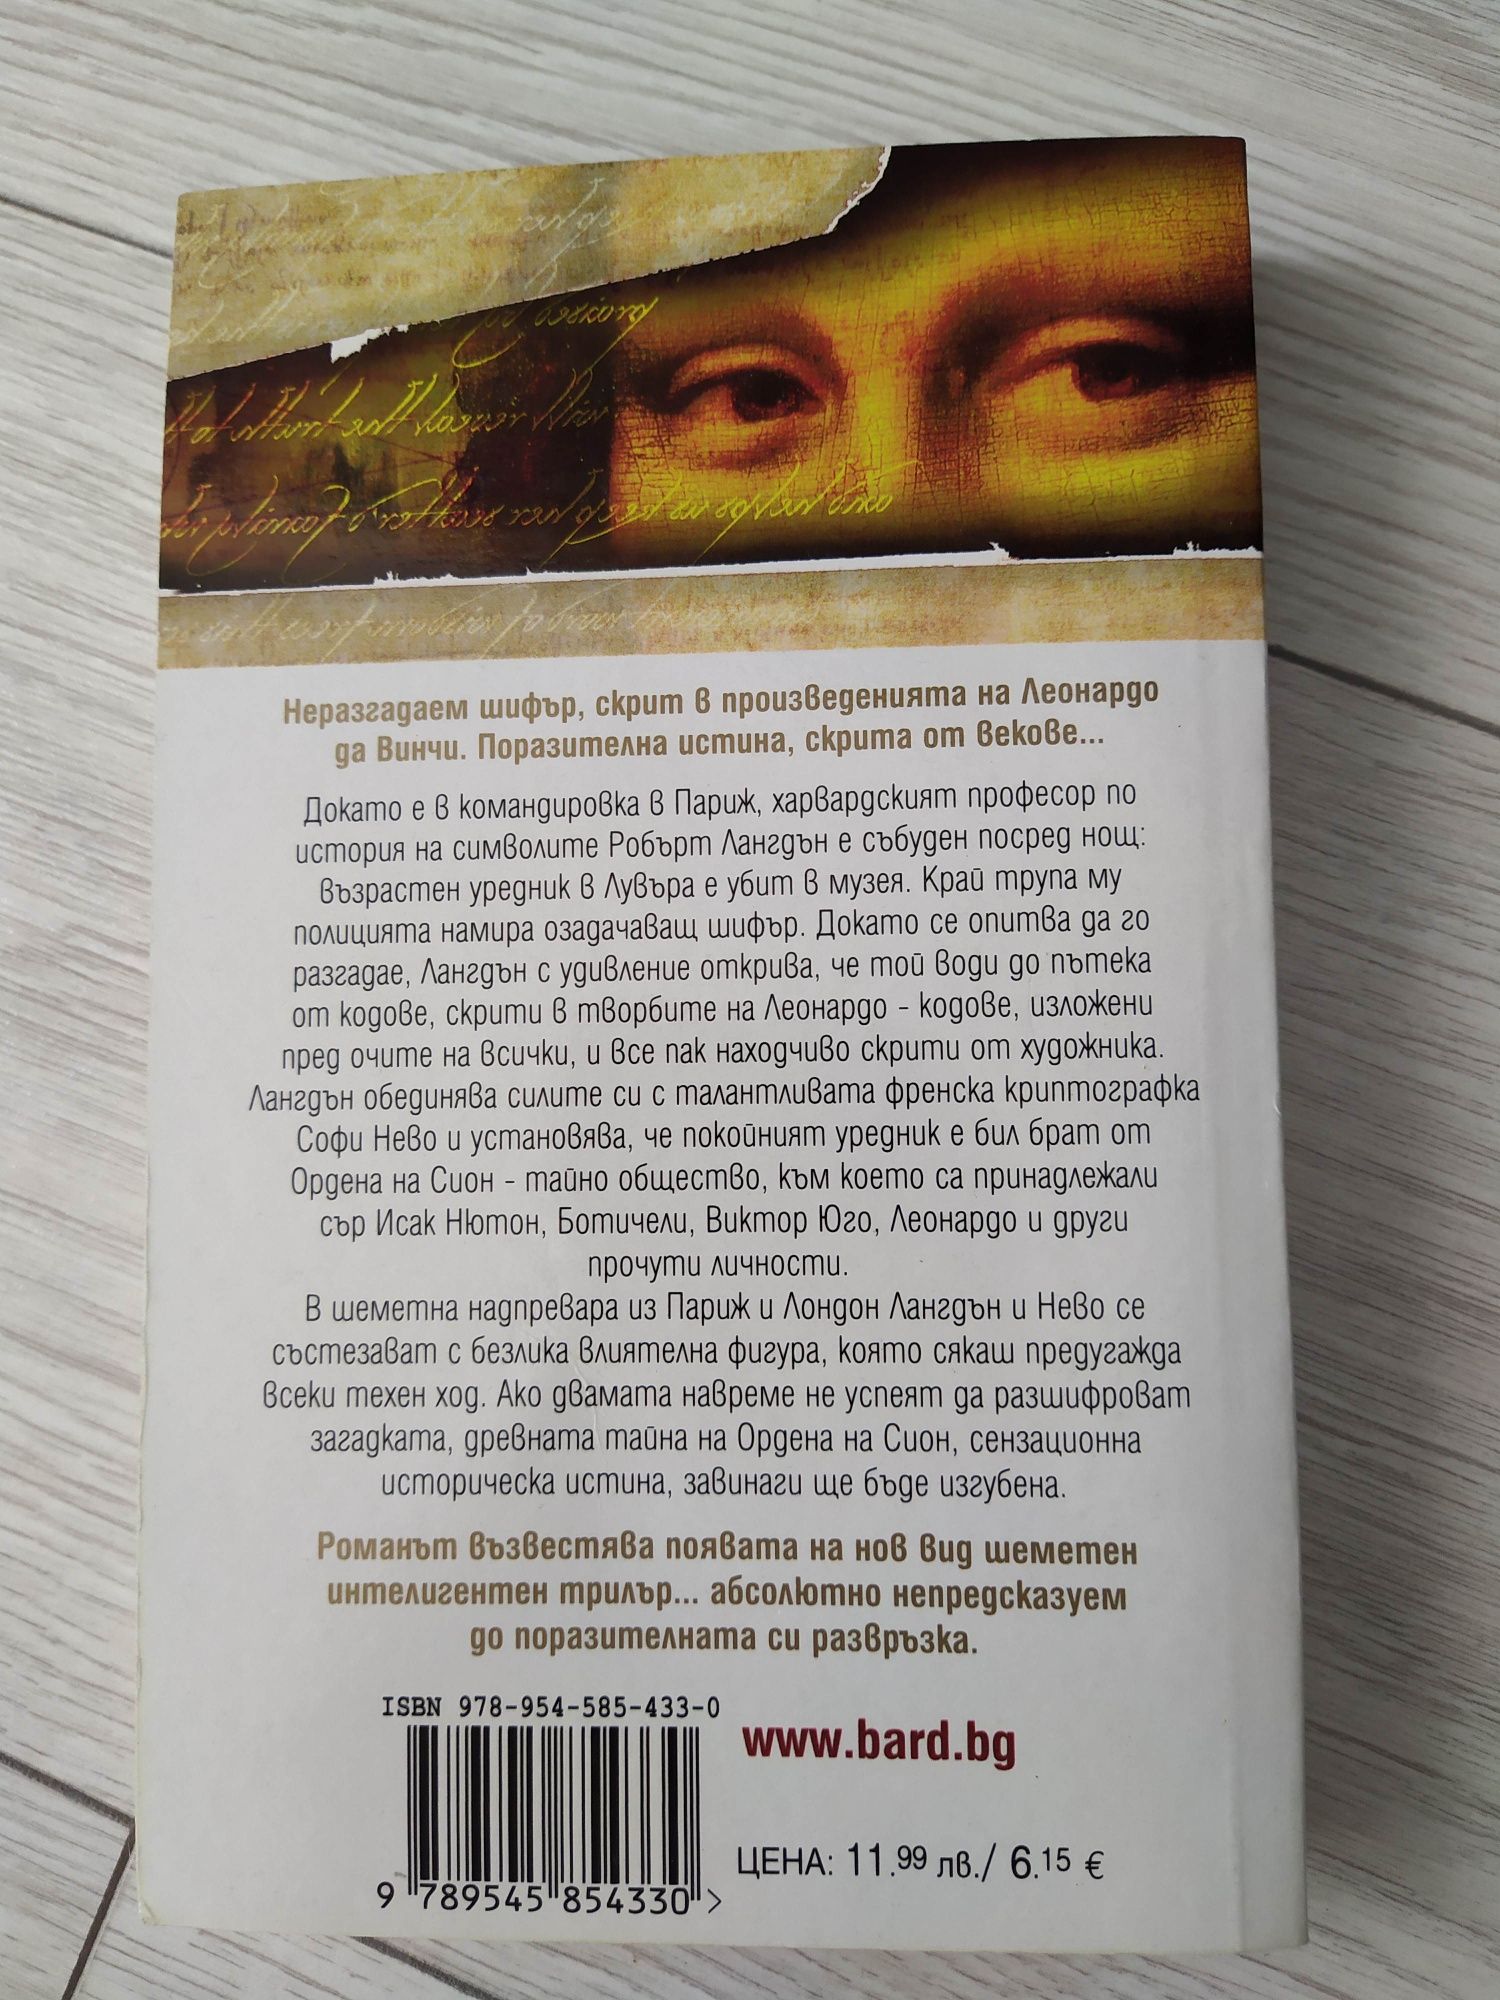 Неразгадаем шифър, скрит в произведенията на Леонардо
да Винчи. Поразителна истина, скрита от векове...
Докато е в командировка в Париж, харвардският професор по
история на символите Робърт Лангдън е събуден посред нощ:
възрастен уредник в Лувъра е убит в музея. Край трупа му
полицията намира озадачаващ шифър. Докато се опитва да го
разгадае, Лангдън с удивление открива, че той води до пътека
от кодове, скрити в творбите на Леонардо - кодове, изложени
пред очите на всички, и все пак находчиво скрити от художника.
Лангдън обединява силите си с талантливата френска криптографка
Софи Нево и установява, че покойният уредник е бил брат от
Ордена на Сион - тайно общество, към което са принадлежали
сър Исак Нютон, Ботичели, Виктор Юго, Леонардо и други
прочути личности.
В шеметна надпревара из Париж и Лондон Лангдън и Нево се
състезават с безлика влиятелна фигура, която сякаш предугажда
всеки техен ход. Ако двамата навреме не успеят да разшифроват
загадката, древната тайна на Ордена на Сион, сензационна
историческа истина, завинаги ще бъде изгубена.
Романът възвестява появата на нов вид шеметен
интелигентен трилър... абсолютно непредсказуем
до поразителната си развръзка.
ISBN 978-954-585-433-0
www.bard.bg
ЦЕНА: 11.99 лв./ 6.15 €
9 789545 854330 >